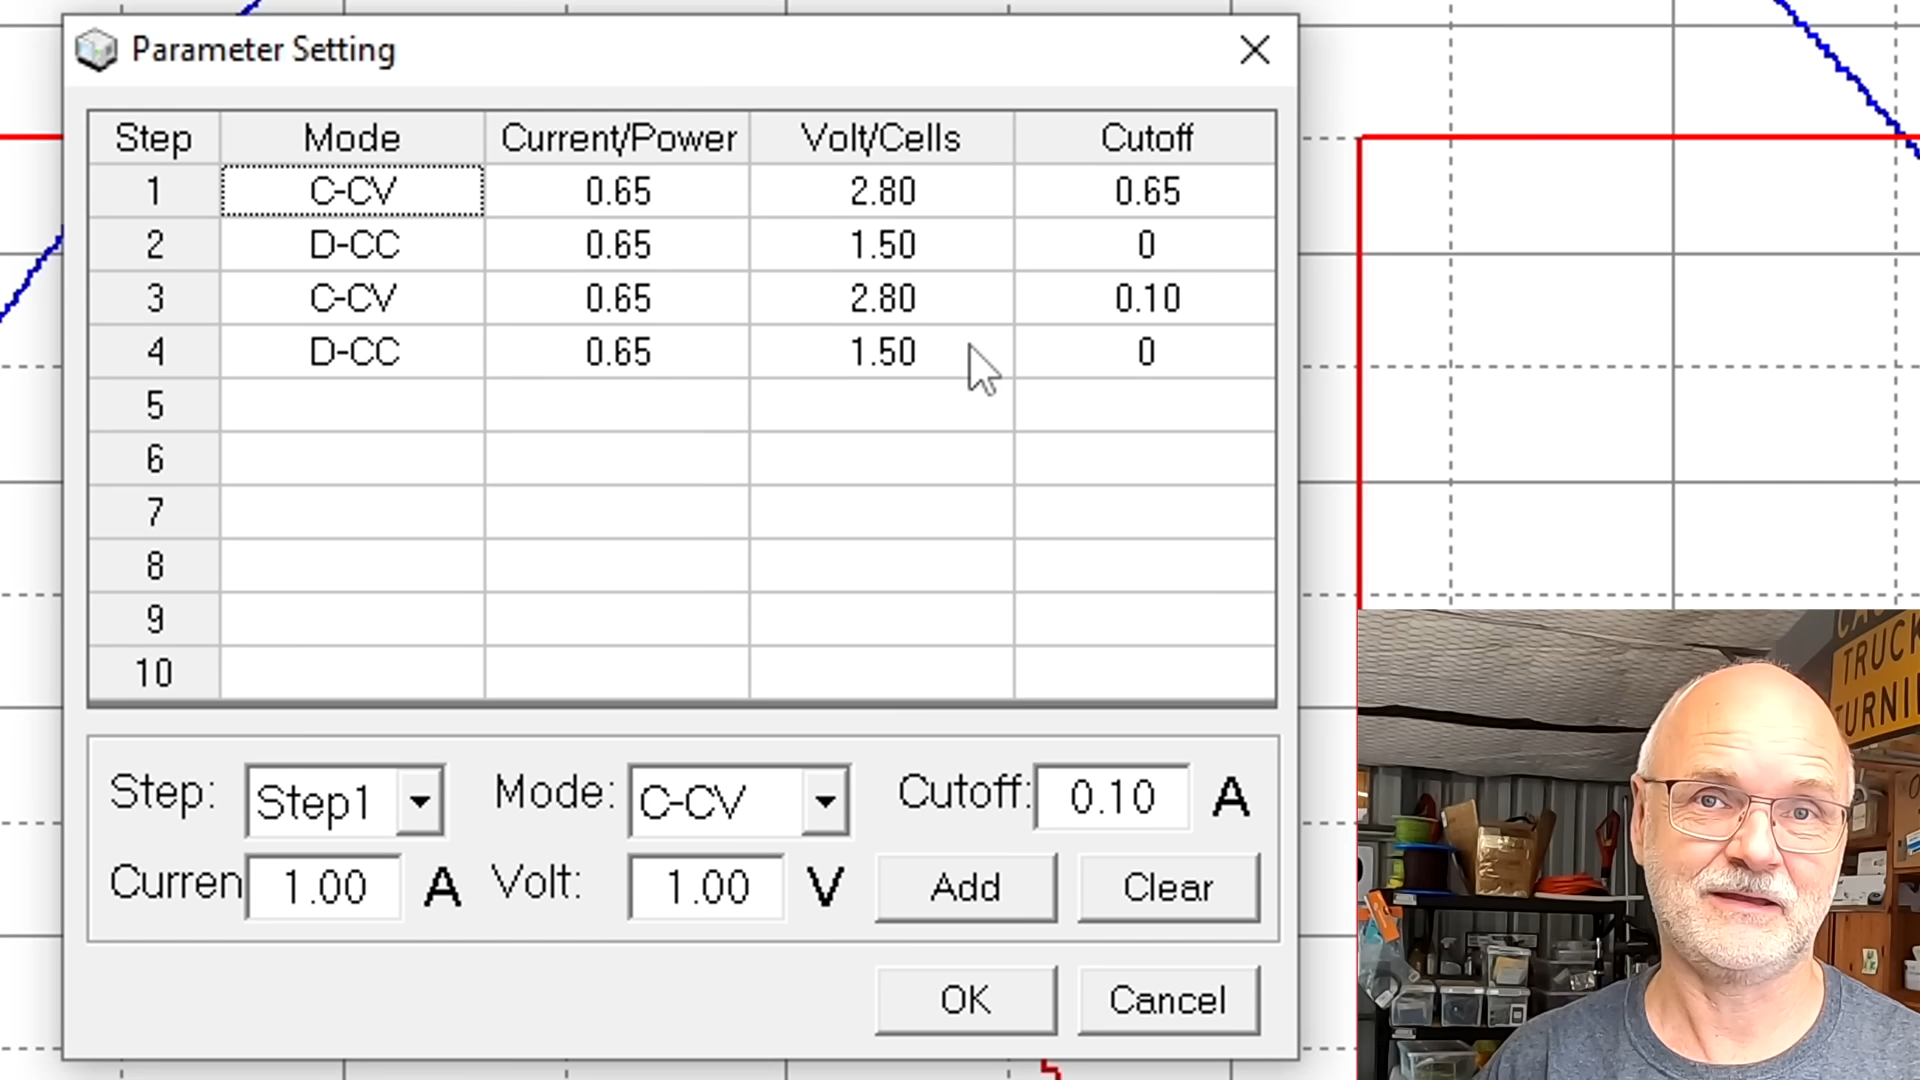 Parameter Setting
Step Mode Current/Power Volt/Cells Cutoff
1 C-CV 0.65 2.80 0.65
2 D-CC 0.65 1.50 0
3 C-CV 0.65 2.80 0.10
4 D-CC 0.65 1.50 0
5
6
7
8
9
10
Step: Step1 Mode: C-CV Cutoff: 0.10 A
Curren 1.00 A Volt: 1.00 V Add Clear
OK Cancel
TRUCK
TURNI